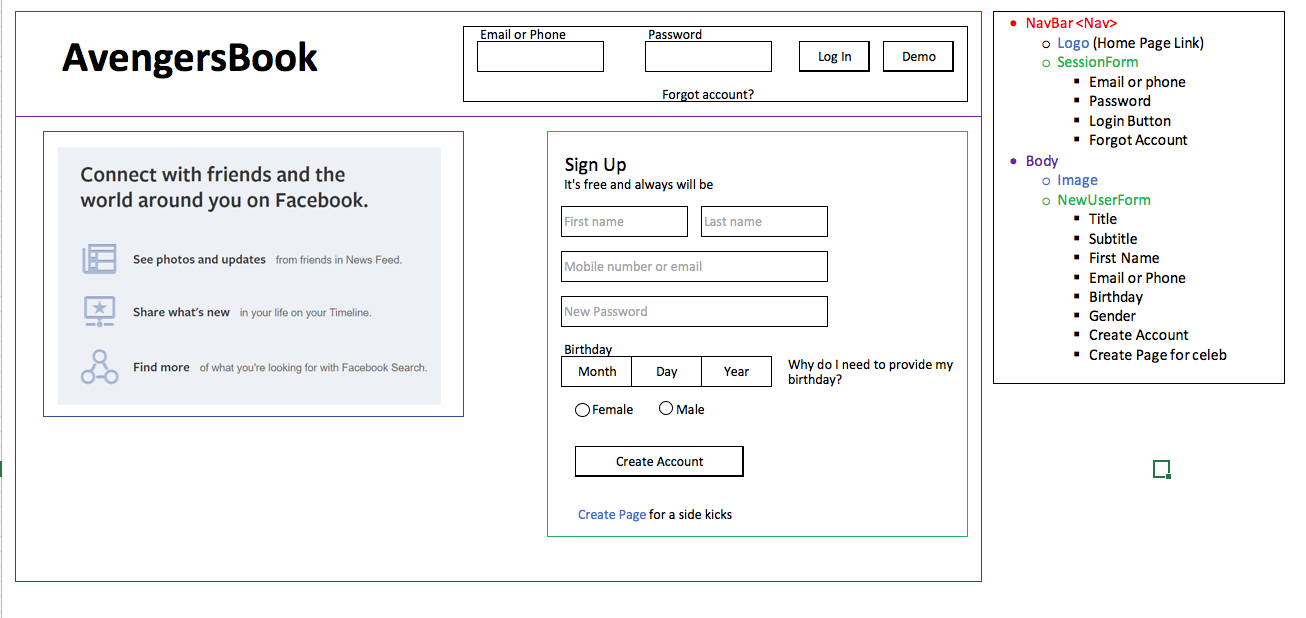 AvengersBook
Email or Phone
Password
Log In
Demo
Forgot account?
Connect with friends and the
world around you on Facebook.
See photos and updates from friends in News Feed.
Share what's new in your life on your Timeline.
Find more of what you're looking for with Facebook Search.
Sign Up
It's free and always will be
First name
Last name
Mobile number or email
New Password
Birthday
Month
Day
Year
Why do I need to provide my
birthday?
Female
Male
Create Account
Create Page for a side kicks
NavBar <Nav>
Logo (Home Page Link)
SessionForm
Email or phone
Password
Login Button
Forgot Account
Body
Image
NewUserForm
Title
Subtitle
First Name
Email or Phone
Birthday
Gender
Create Account
Create Page for celeb